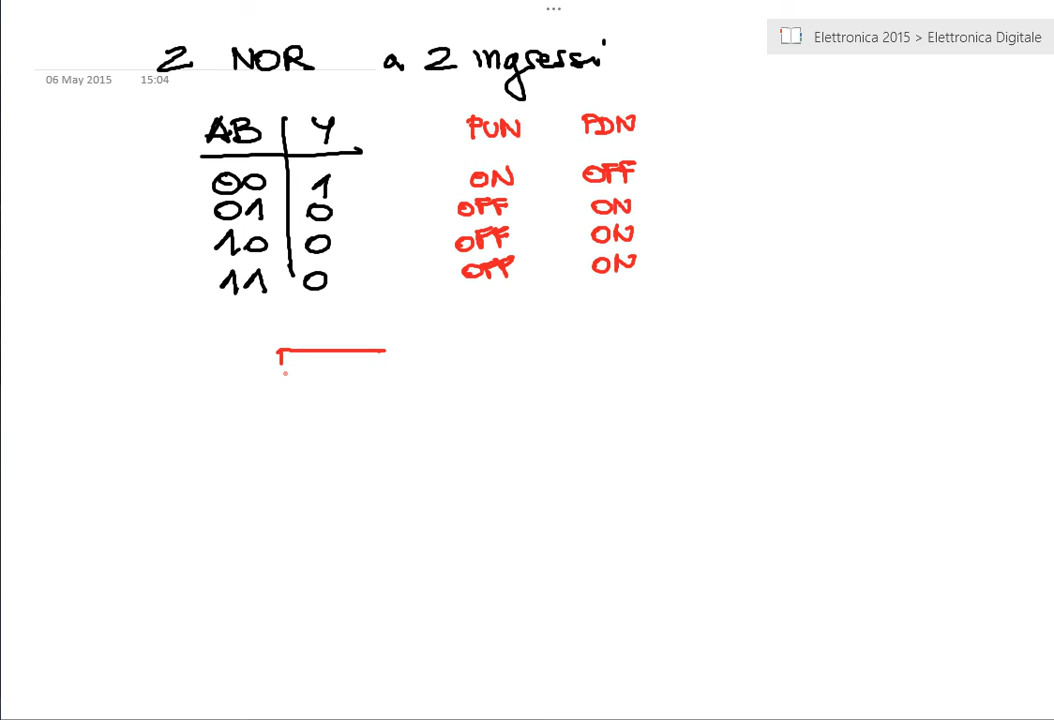 Elettronica 2015 > Elettronica Digitale
2 NOR a 2 ingressi
06 May 2015 15:04
AB Y PUN PDN
00 1 ON OFF
01 0 OFF ON
10 0 OFF ON
11 0 OFF ON